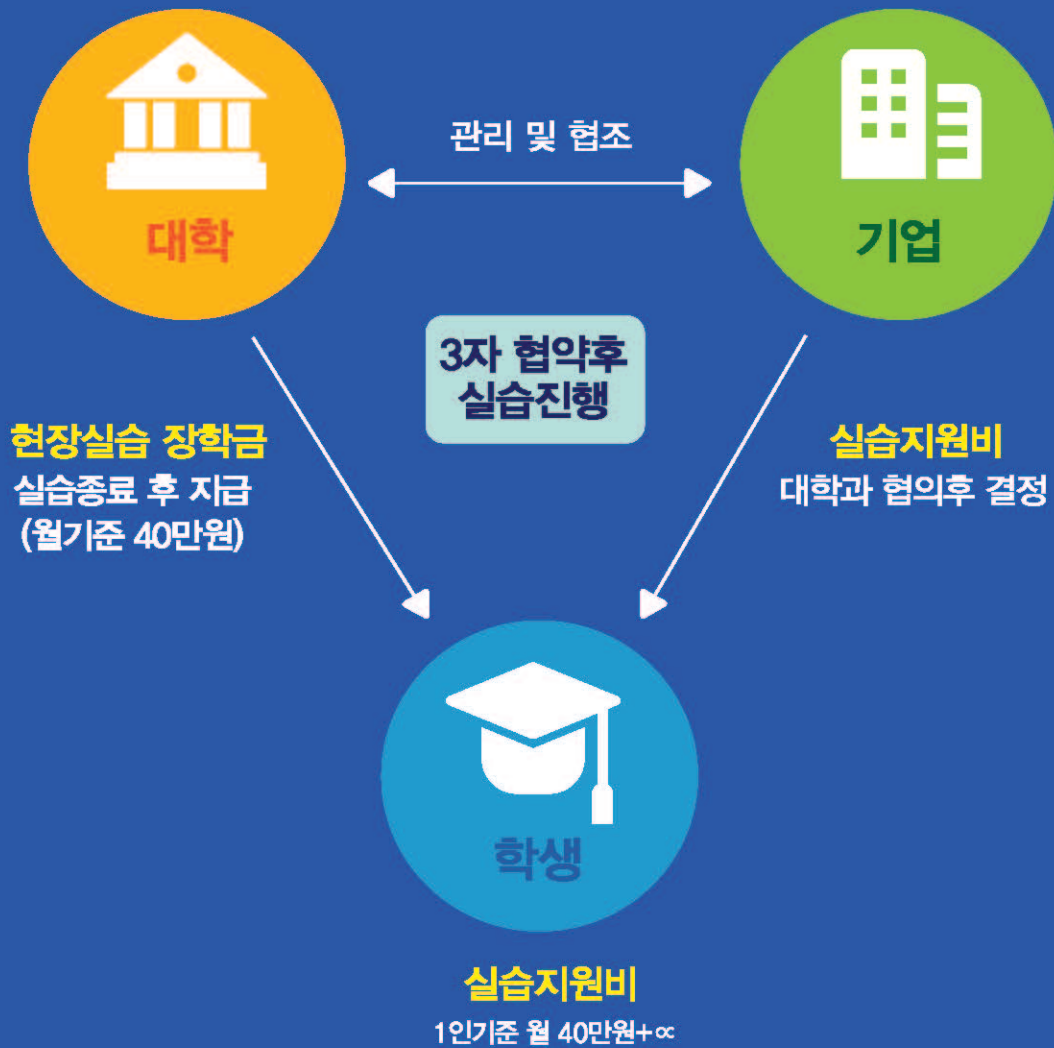 관리 및 협조
대학
기업
3자 협약후
실습진행
현장실습 장학금
실습종료 후 지급
(월기준 40만원)
실습지원비
대학과 협의후 결정
학생
실습지원비
1인기준 월 40만원+∝